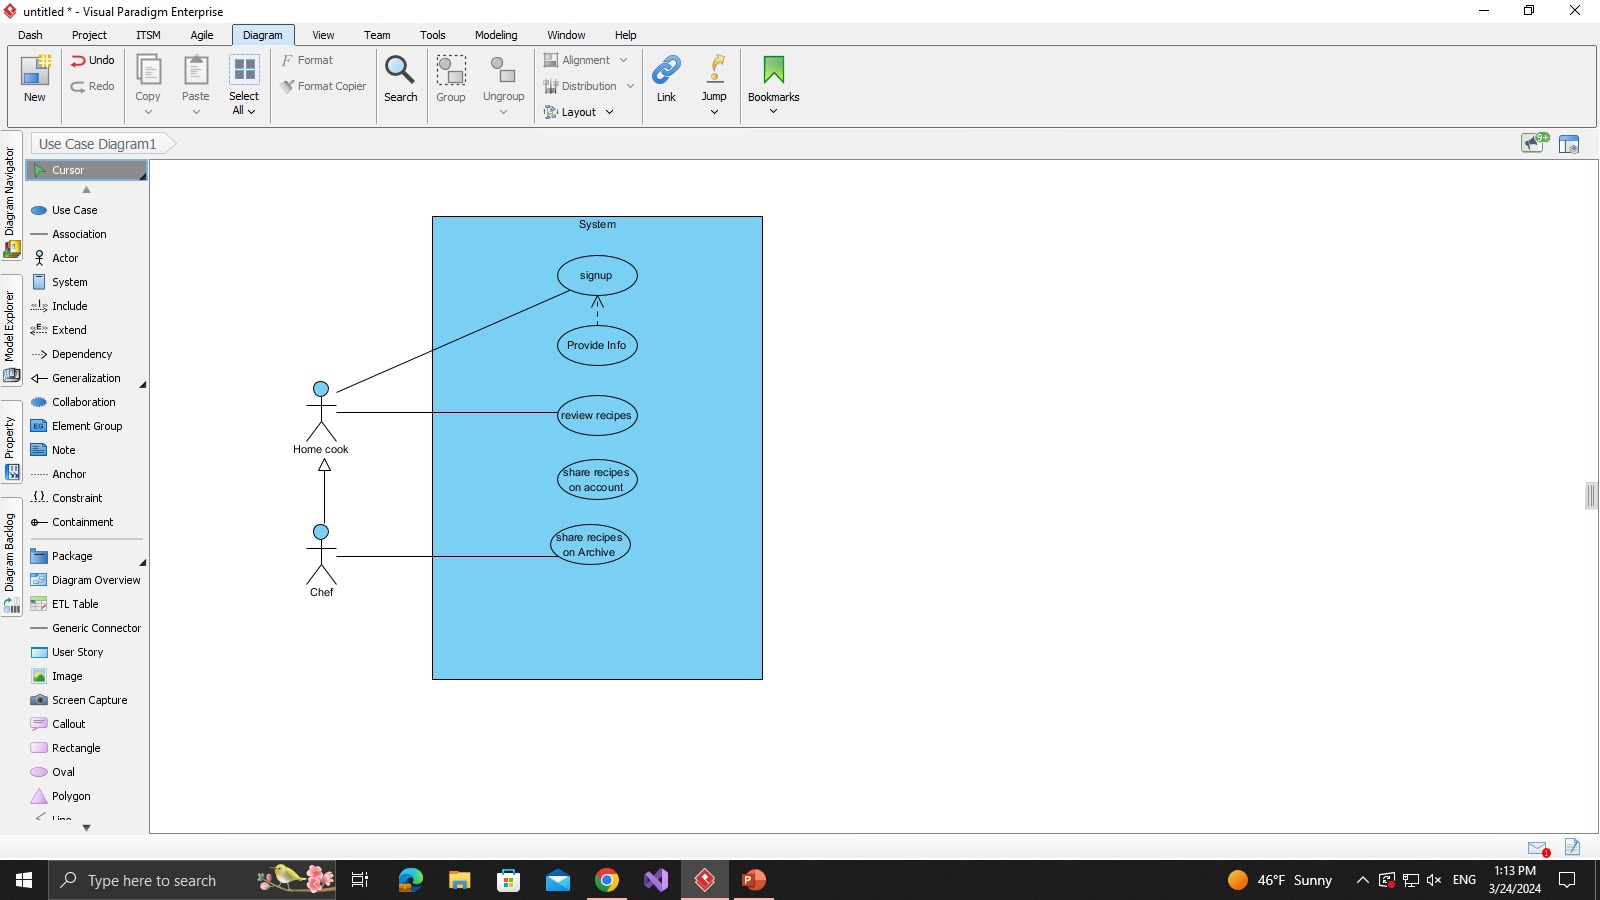 untitled * - Visual Paradigm Enterprise
Dash Project ITSM Agile Diagram View Team Tools Modeling Window Help
New
Undo
Redo
Copy
Paste
Select
All
Format
Format Copier
Search
Group
Ungroup
Alignment
Distribution
Layout
Link
Jump
Bookmarks
Use Case Diagram1
9+
Diagram Navigator
Model Explorer
Property
Diagram Backlog
Cursor
Use Case
Association
Actor
System
Include
Extend
Dependency
Generalization
Collaboration
EG
Element Group
Note
Anchor
Constraint
Containment
Package
Diagram Overview
ETL Table
Generic Connector
User Story
Image
Screen Capture
Callout
Rectangle
Oval
Polygon
Line
System
signup
Provide Info
review recipes
share recipes
on account
share recipes
on Archive
Home cook
Chef
1
Type here to search
46°F Sunny
ENG
1:13 PM
3/24/2024